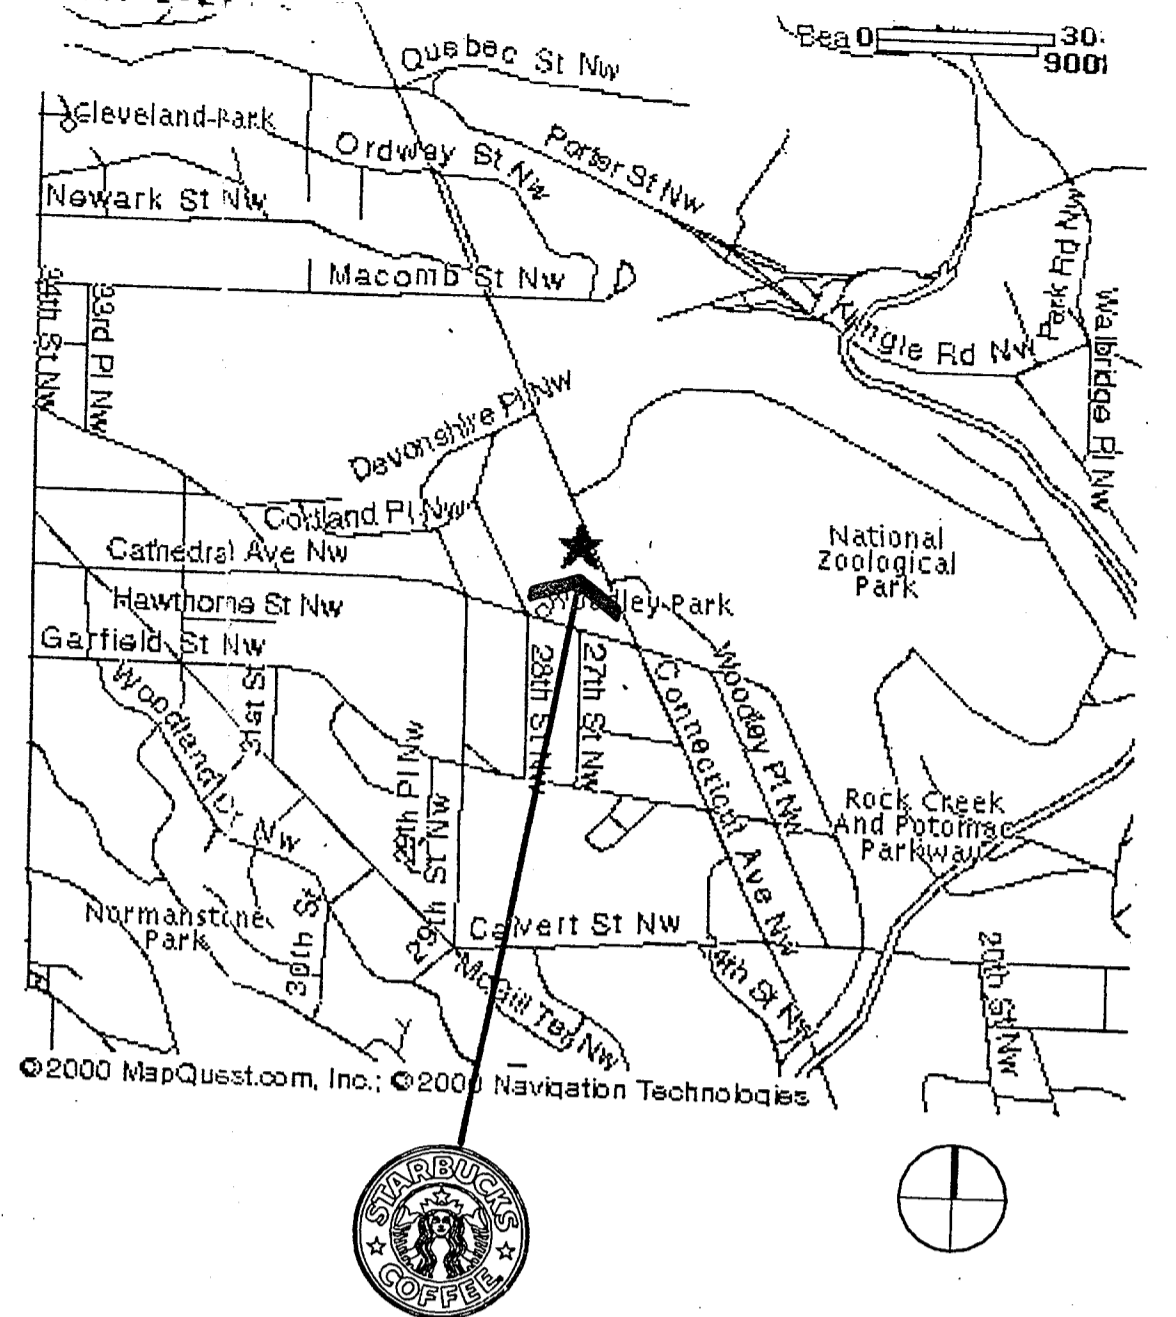 Quebec St Nw
Bea
0
30
900
Cleveland Park
Ordway St Nw
Porter St Nw
Newark St Nw
Macomb St Nw
34th St Nw
33rd Pl Nw
Klingle Rd Nw
Park Rd Nw
Walbridge Pl Nw
Devonshire Pl Nw
Cortland Pl Nw
Cathedral Ave Nw
National
Zoological
Park
Hawthorne St Nw
Woodley Park
Garfield St Nw
Woodland Dr Nw
31st St
28th St Nw
27th St Nw
Connecticut Ave Nw
Woodley Pl Nw
29th Pl Nw
29th St Nw
Rock Creek
And Potomac
Parkway
Normanstone
Park
30th St
Calvert St Nw
McGill Ter Nw
4th St Nw
20th St Nw
©2000 MapQuest.com, Inc.; ©2000 Navigation Technologies
STARBUCKS
COFFEE